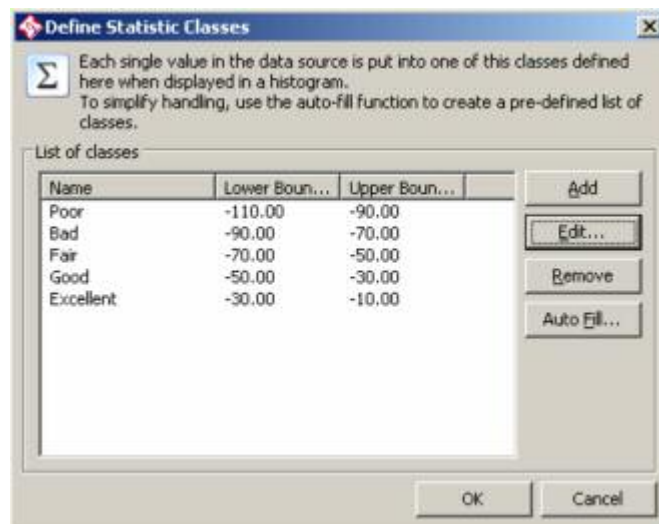 Define Statistic Classes
Each single value in the data source is put into one of this classes defined
here when displayed in a histogram.
To simplify handling, use the auto-fill function to create a pre-defined list of
classes.
List of classes
Name Lower Boun... Upper Boun...
Poor -110.00 -90.00
Bad -90.00 -70.00
Fair -70.00 -50.00
Good -50.00 -30.00
Excellent -30.00 -10.00
Add
Edit...
Remove
Auto Fill...
OK Cancel